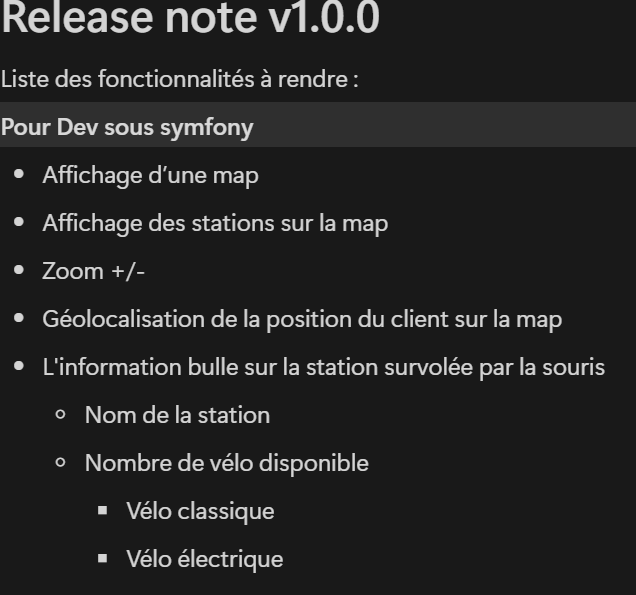 Release note v1.0.0
Liste des fonctionnalités à rendre :
Pour Dev sous symfony
• Affichage d’une map
• Affichage des stations sur la map
• Zoom +/-
• Géolocalisation de la position du client sur la map
• L'information bulle sur la station survolée par la souris
◦ Nom de la station
◦ Nombre de vélo disponible
▪ Vélo classique
▪ Vélo électrique